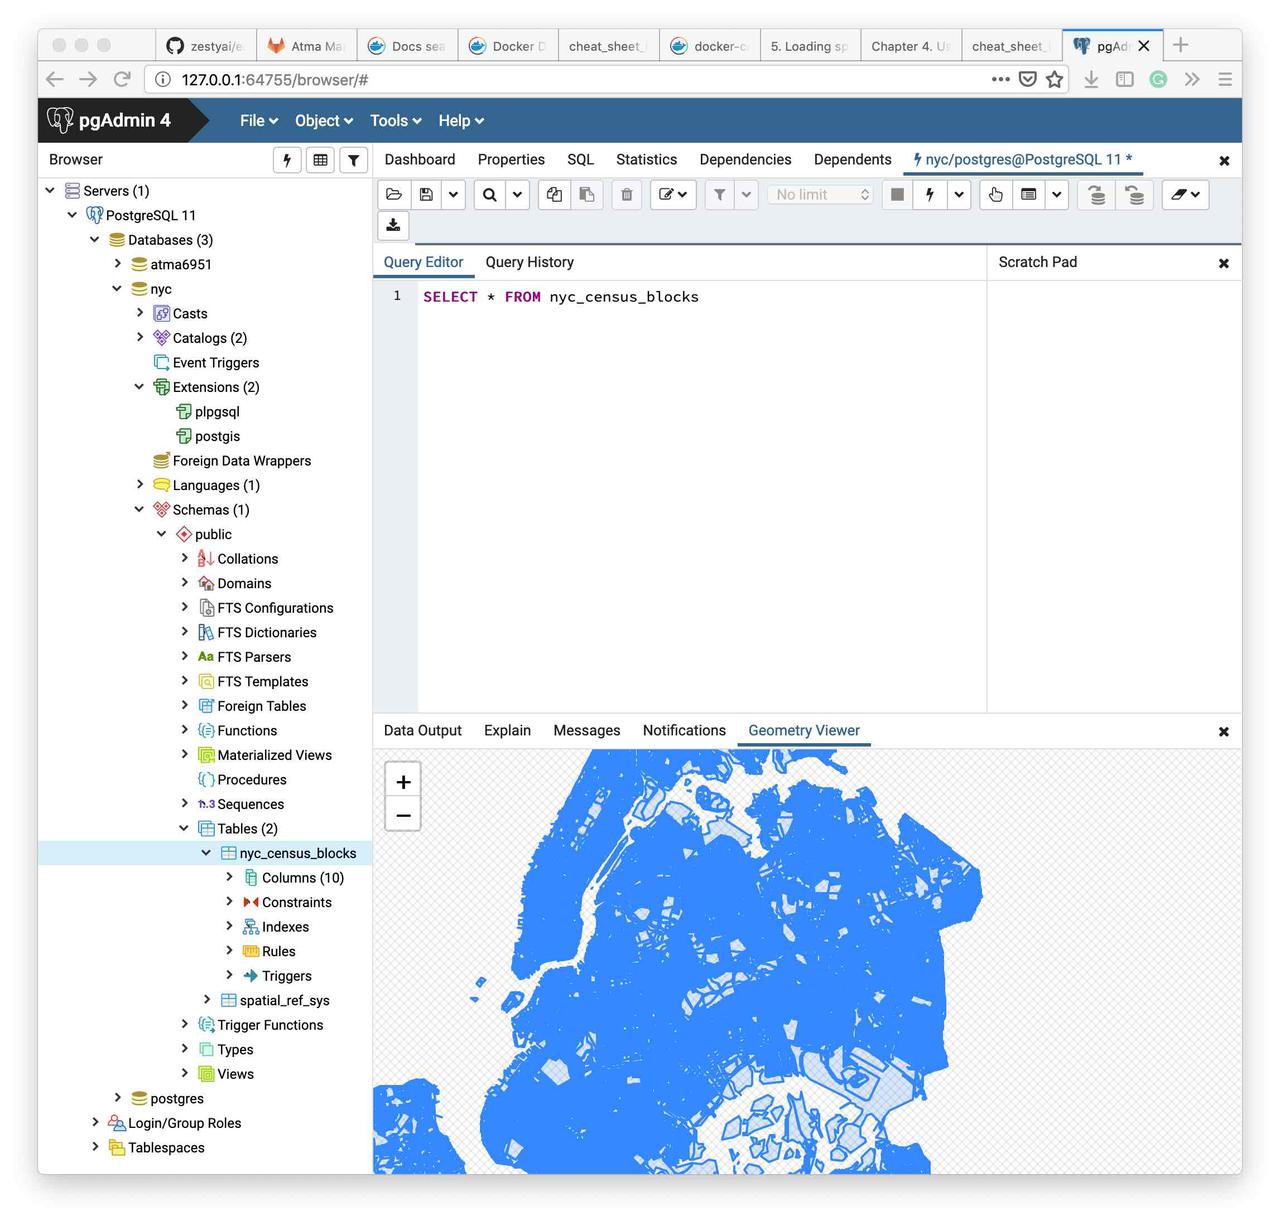 zestyai/e
Atma Ma
Docs sea
Docker D
cheat_sheet_
docker-c
5. Loading sp
Chapter 4. Us
cheat_sheet_
pgAd
127.0.0.1:64755/browser/#
pgAdmin 4
File
Object
Tools
Help
Browser
Dashboard
Properties
SQL
Statistics
Dependencies
Dependents
nyc/postgres@PostgreSQL 11 *
No limit
Servers (1)
PostgreSQL 11
Databases (3)
atma6951
nyc
Casts
Catalogs (2)
Event Triggers
Extensions (2)
plpgsql
postgis
Foreign Data Wrappers
Languages (1)
Schemas (1)
public
Collations
Domains
FTS Configurations
FTS Dictionaries
Aa FTS Parsers
FTS Templates
Foreign Tables
Functions
Materialized Views
Procedures
1..3 Sequences
Tables (2)
nyc_census_blocks
Columns (10)
Constraints
Indexes
Rules
Triggers
spatial_ref_sys
Trigger Functions
Types
Views
postgres
Login/Group Roles
Tablespaces
Query Editor
Query History
Scratch Pad
1 SELECT * FROM nyc_census_blocks
Data Output
Explain
Messages
Notifications
Geometry Viewer
+
−